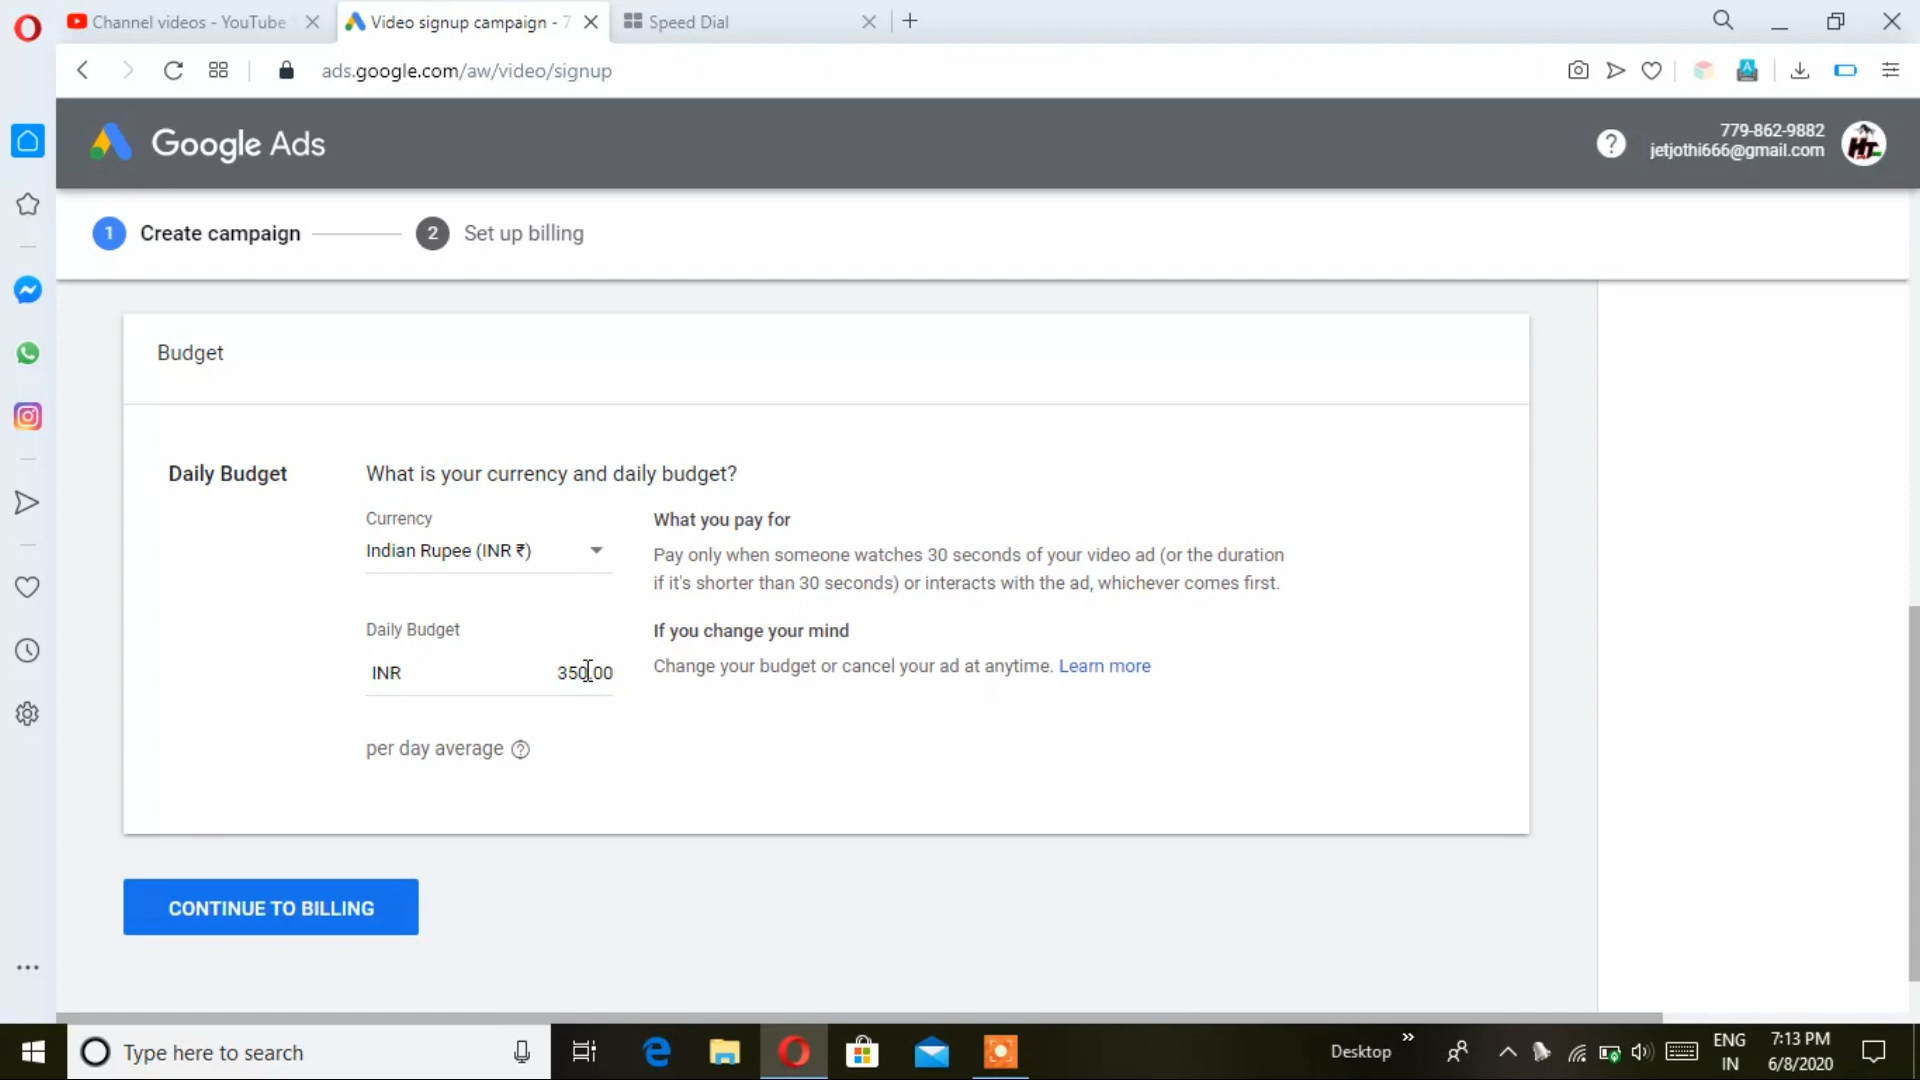 Channel videos - YouTube
Video signup campaign - 7
Speed Dial
ads.google.com/aw/video/signup
Google Ads
779-862-9882
jetjothi666@gmail.com
1 Create campaign
2 Set up billing
Budget
Daily Budget
What is your currency and daily budget?
Currency
Indian Rupee (INR ₹)
What you pay for
Pay only when someone watches 30 seconds of your video ad (or the duration
if it's shorter than 30 seconds) or interacts with the ad, whichever comes first.
Daily Budget
INR 350.00
If you change your mind
Change your budget or cancel your ad at anytime. Learn more
per day average
CONTINUE TO BILLING
Type here to search
Desktop
ENG
IN
7:13 PM
6/8/2020